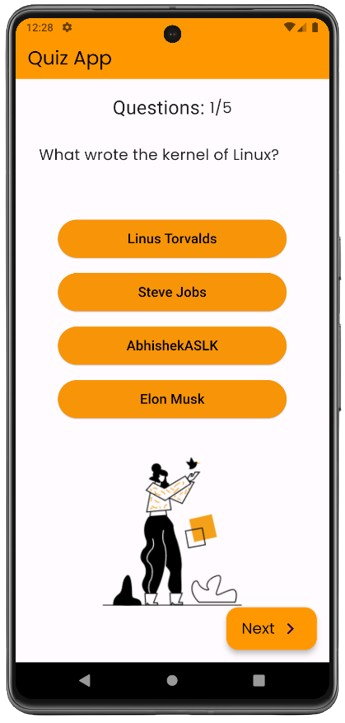 12:28
Quiz App
Questions: 1/5
What wrote the kernel of Linux?
Linus Torvalds
Steve Jobs
AbhishekASLK
Elon Musk
Next